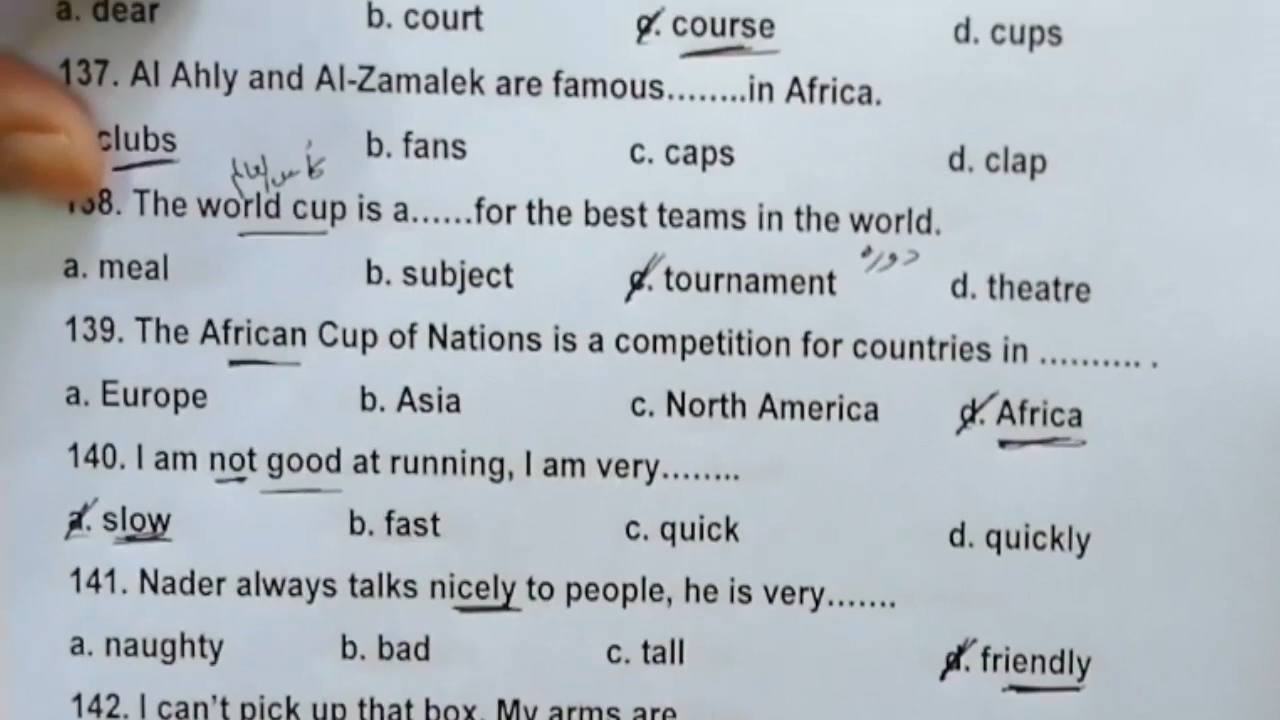 a. dear b. court c. course d. cups
137. Al Ahly and Al-Zamalek are famous........in Africa.
clubs b. fans c. caps d. clap
كاس العالم
138. The world cup is a......for the best teams in the world.
a. meal b. subject c. tournament دوره d. theatre
139. The African Cup of Nations is a competition for countries in .......... .
a. Europe b. Asia c. North America d. Africa
140. I am not good at running, I am very........
a. slow b. fast c. quick d. quickly
141. Nader always talks nicely to people, he is very.......
a. naughty b. bad c. tall d. friendly
142. I can't pick up that box. My arms are